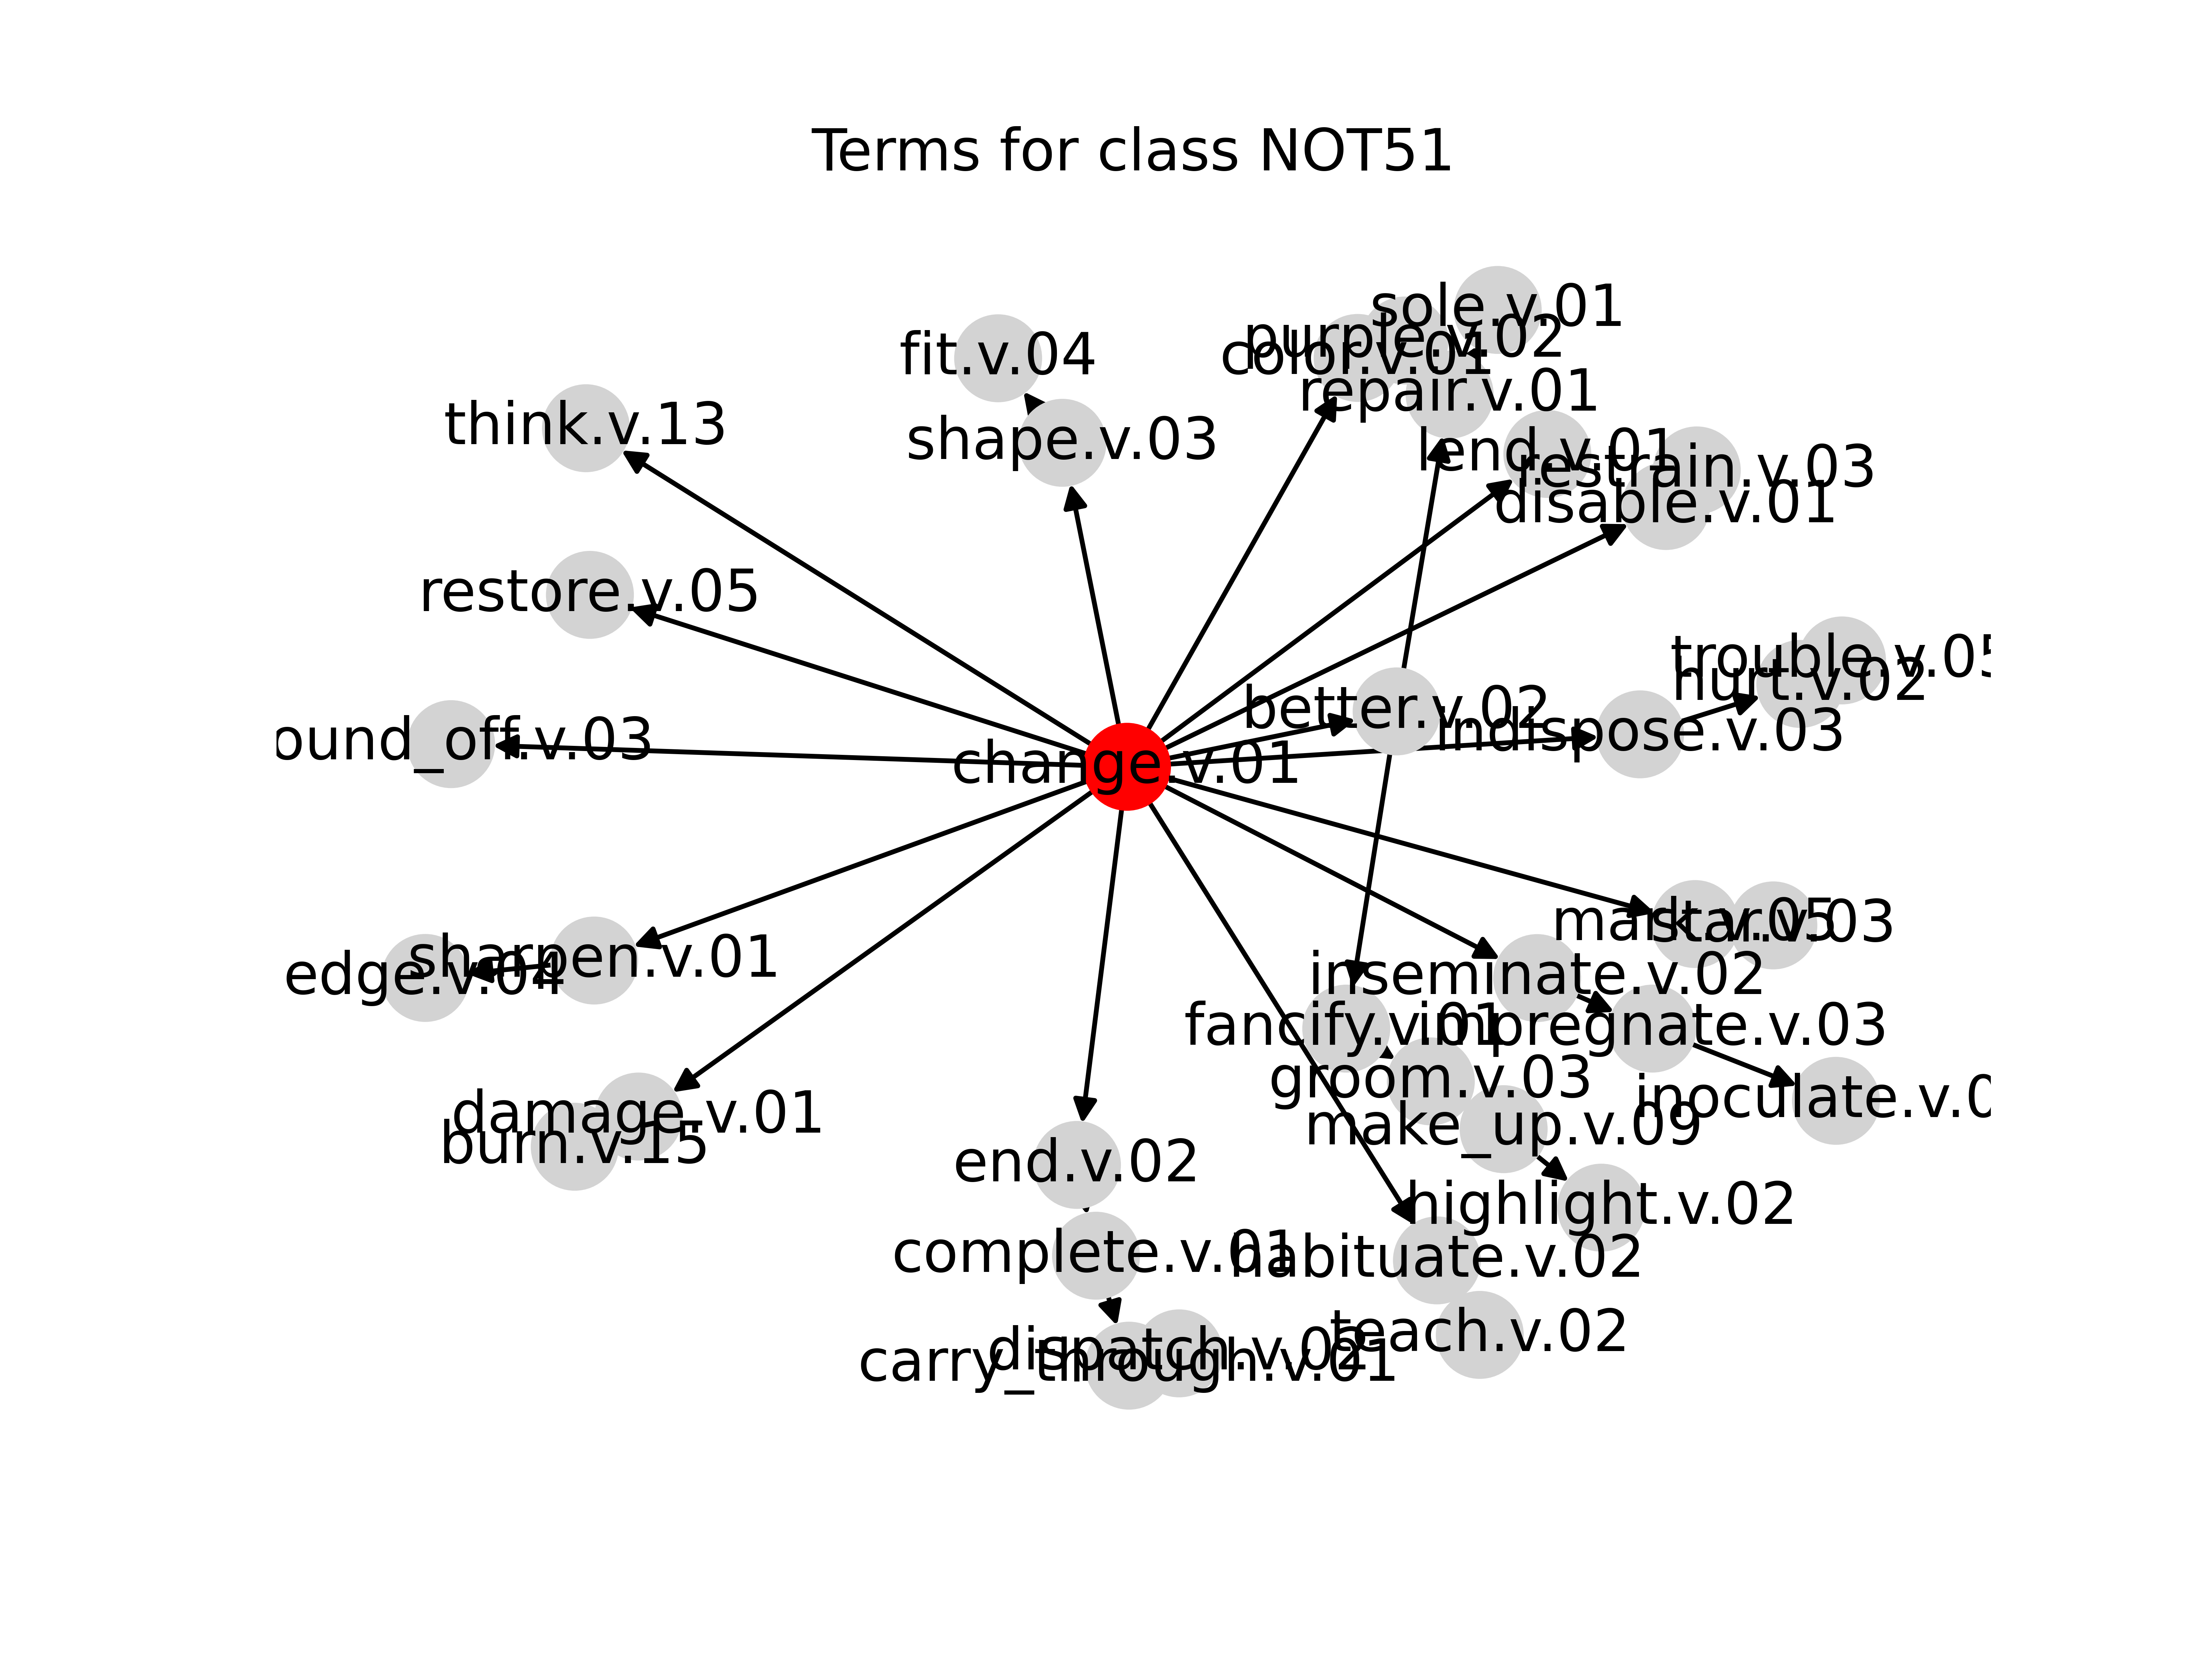 Terms for class NOT51
sole.v.01
purple.v.02
color.v.01
fit.v.04
repair.v.01
think.v.13
shape.v.03
lend.v.01
restrain.v.03
disable.v.01
restore.v.05
trouble.v.05
hurt.v.02
better.v.02
indispose.v.03
ound_off.v.03
change.v.01
mark.v.05
star.v.03
sharpen.v.01
edge.v.04
inseminate.v.02
fancify.v.01
impregnate.v.03
groom.v.03
inoculate.v.0
damage.v.01
make_up.v.09
burn.v.15
end.v.02
highlight.v.02
complete.v.01
habituate.v.02
teach.v.02
dispatch.v.02
carry_through.v.01